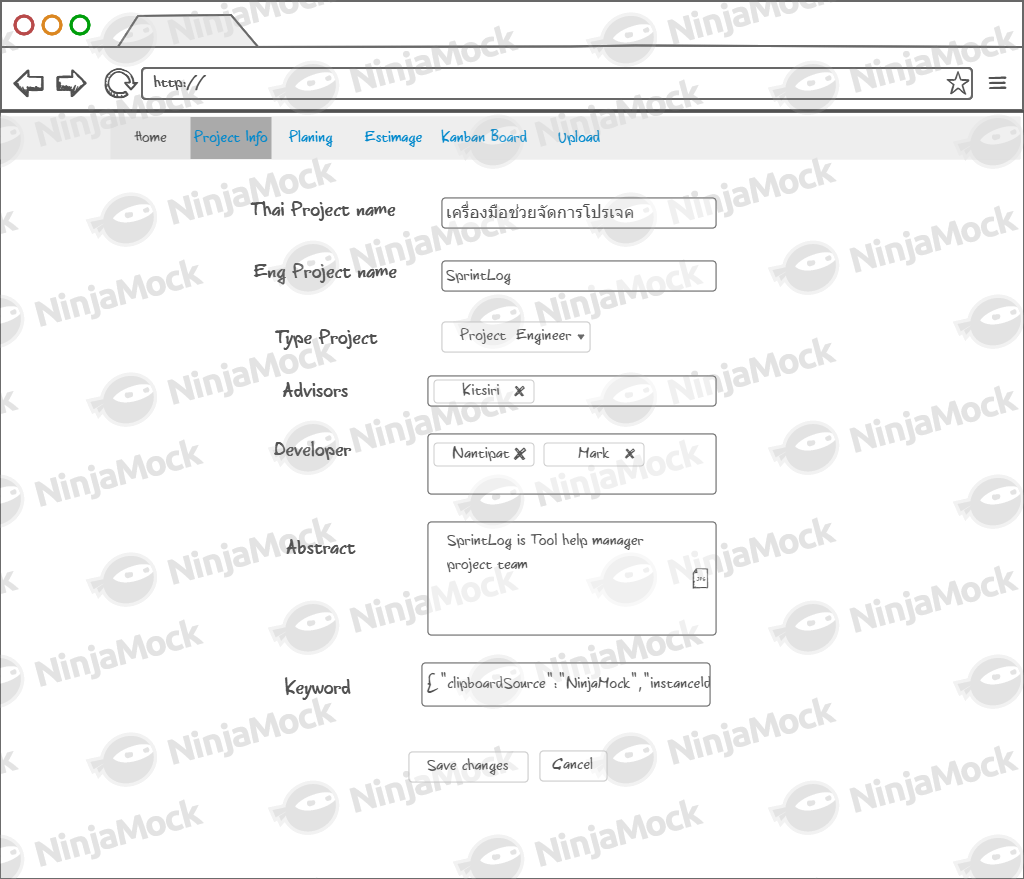 http://
Home Project Info Planing Estimage Kanban Board Upload
Thai Project name เครื่องมือช่วยจัดการโปรเจค
Eng Project name SprintLog
Type Project Project Engineer
Advisors Kitsiri
Developer Nantipat Mark
Abstract SprintLog is Tool help manager
project team
JPG
Keyword {"clipboardSource":"NinjaMock","instanceId
Save changes Cancel
NinjaMock